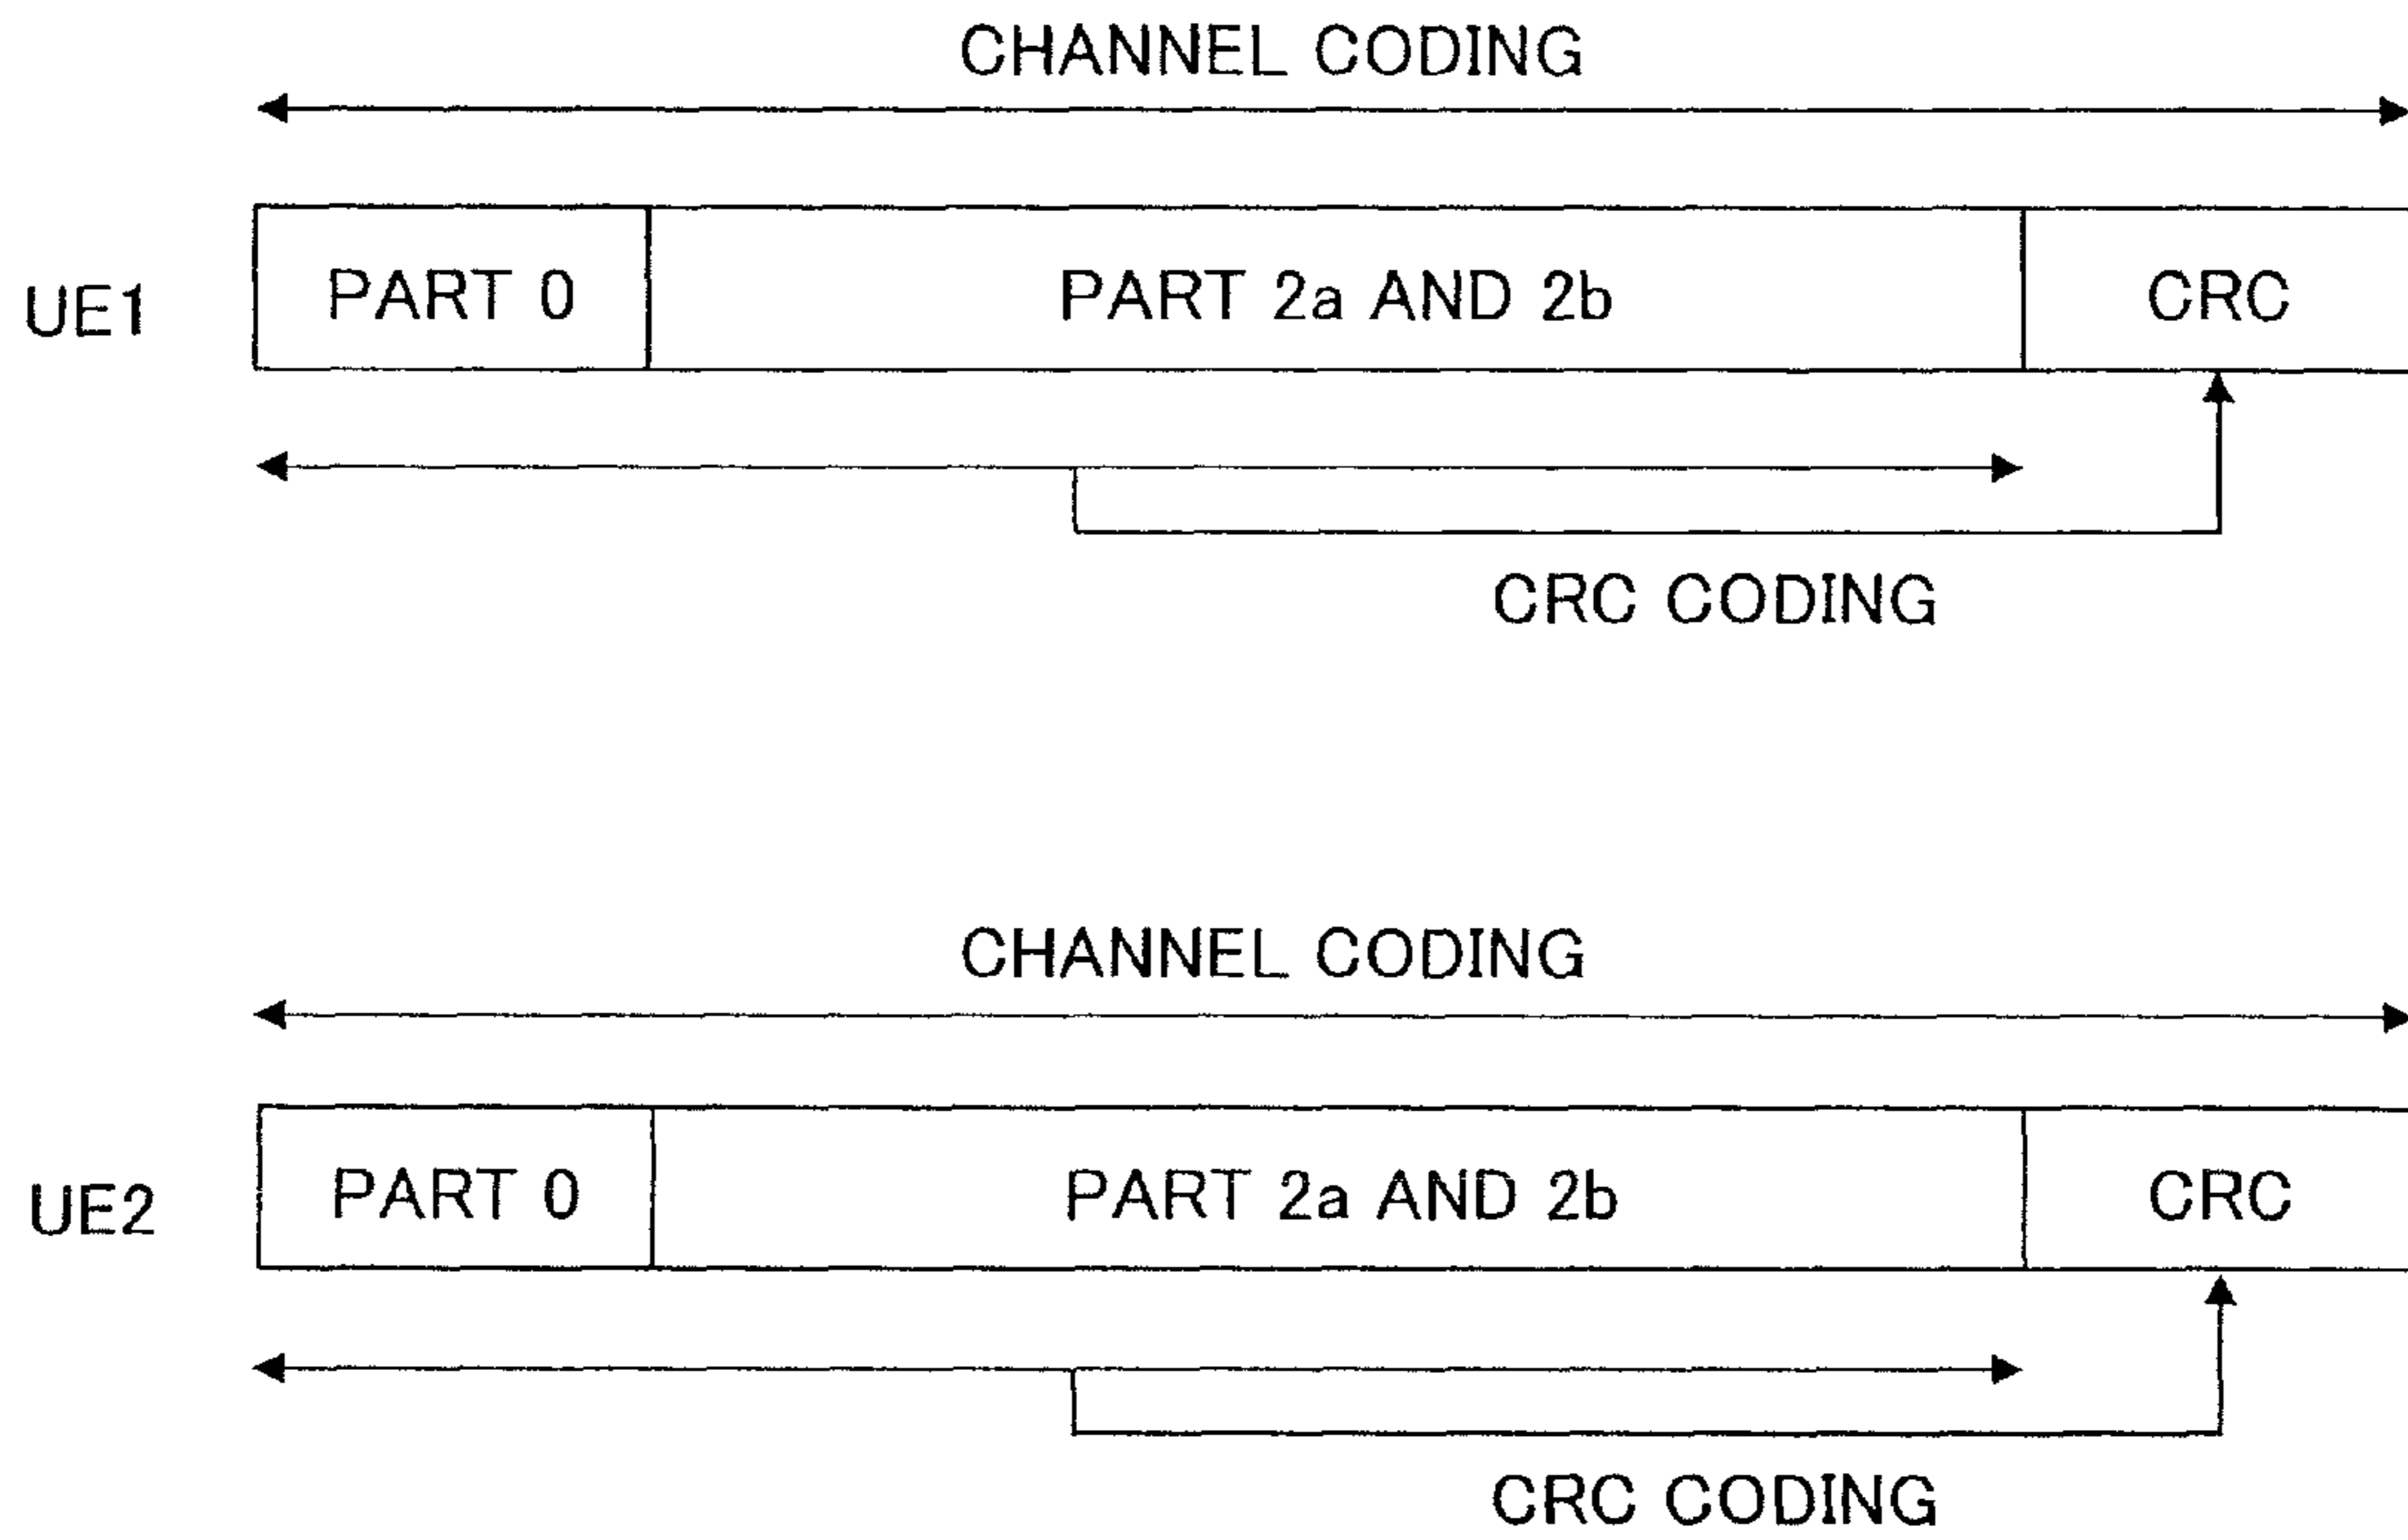 CHANNEL CODING
UE1
PART 0
PART 2a AND 2b
CRC
CRC CODING
CHANNEL CODING
UE2
PART 0
PART 2a AND 2b
CRC
CRC CODING